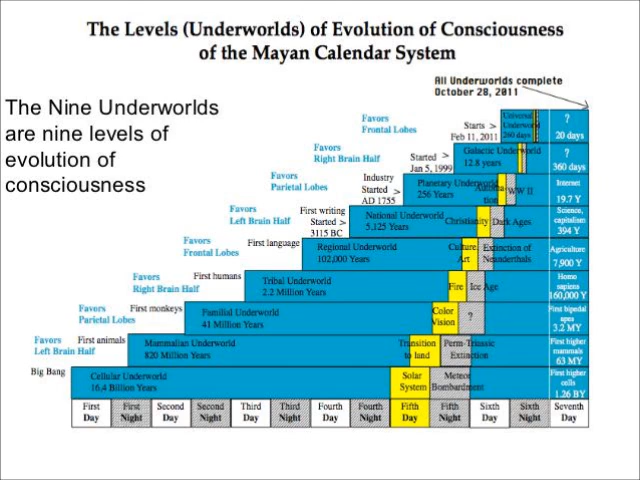 The Levels (Underworlds) of Evolution of Consciousness
of the Mayan Calendar System
All Underworlds complete
October 28, 2011
The Nine Underworlds
are nine levels of
evolution of
consciousness
Favors
Frontal Lobes
Starts >
Feb 11, 2011
Universal
Underworld
260 days
?
20 days
Favors
Right Brain Half
Started >
Jan 5, 1999
Galactic Underworld
12.8 years
?
360 days
Favors
Parietal Lobes
Industry
Started >
AD 1755
Planetary Underworld
256 Years
WW II
Internet
19.7 Y
Favors
Left Brain Half
First writing
Started >
3115 BC
National Underworld
5,125 Years
Christianity
Dark Ages
Science,
capitalism
394 Y
Favors
Frontal Lobes
First language
Regional Underworld
102,000 Years
Culture
Art
Extinction of
Neanderthals
Agriculture
7,900 Y
Favors
Right Brain Half
First humans
Tribal Underworld
2.2 Million Years
Fire
Ice Age
Homo
sapiens
160,000 Y
Favors
Parietal Lobes
First monkeys
Familial Underworld
41 Million Years
Color
Vision
?
First bipedal
apes
3.2 MY
Favors
Left Brain Half
First animals
Mammalian Underworld
820 Million Years
Transition
to land
Perm-Triassic
Extinction
First higher
mammals
63 MY
Big Bang
Cellular Underworld
16.4 Billion Years
Solar
System
Meteor
Bombardment
First higher
cells
1.26 BY
First
Day
First
Night
Second
Day
Second
Night
Third
Day
Third
Night
Fourth
Day
Fourth
Night
Fifth
Day
Fifth
Night
Sixth
Day
Sixth
Night
Seventh
Day